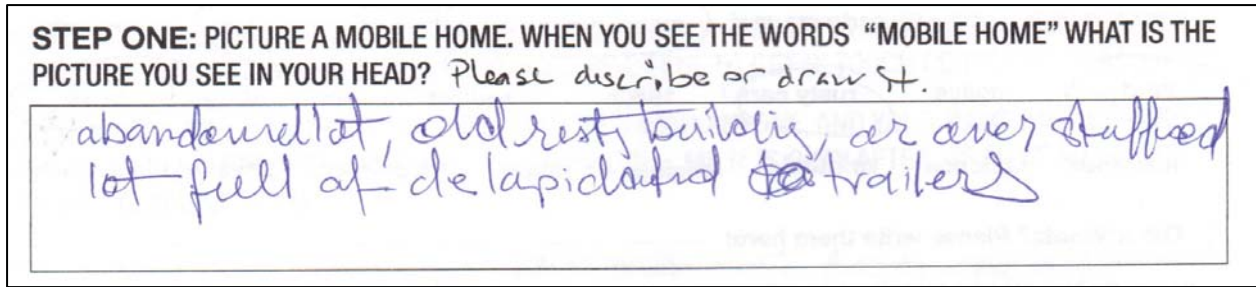 STEP ONE: PICTURE A MOBILE HOME. WHEN YOU SEE THE WORDS "MOBILE HOME" WHAT IS THE
PICTURE YOU SEE IN YOUR HEAD? Please describe or draw it.
abandoned lot, old rusty building, or over stuffed
lot full of delapidated trailers